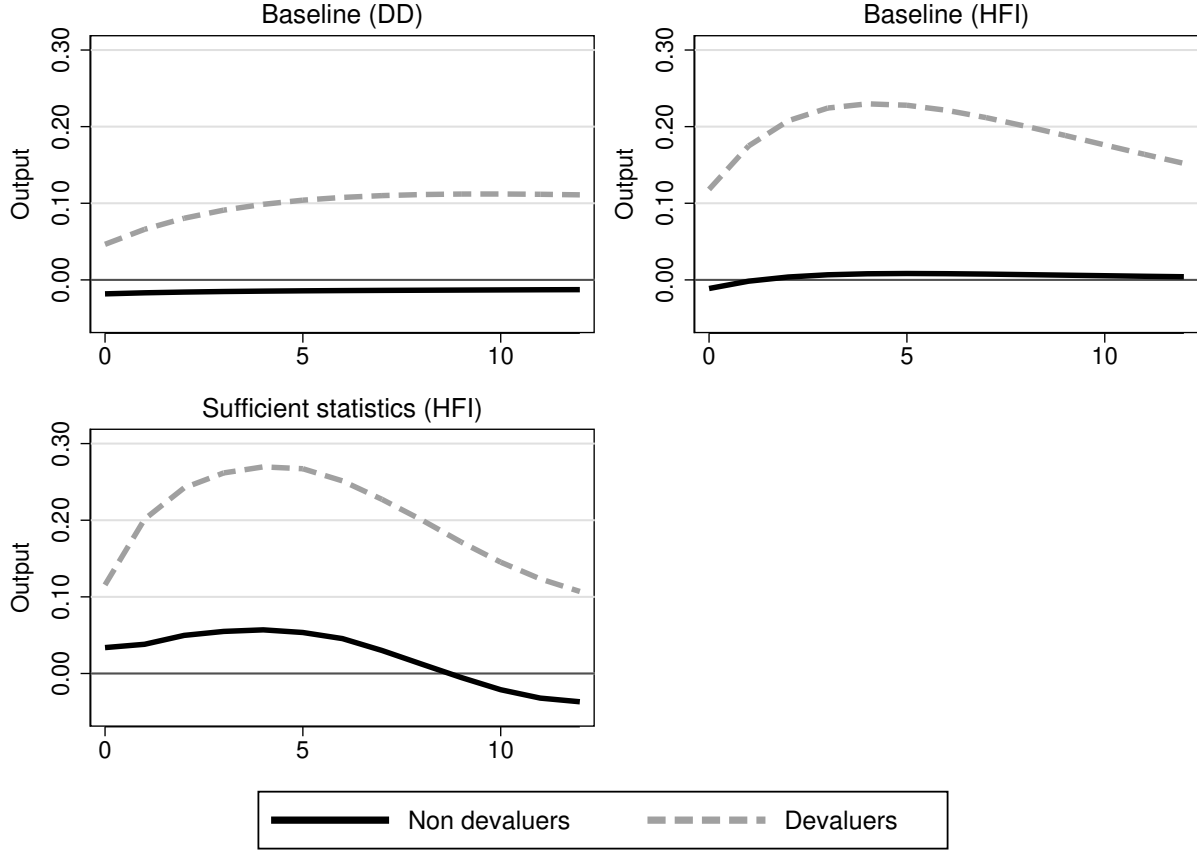 Baseline (DD)
Output
0.30
0.20
0.10
0.00
0
5
10
Baseline (HFI)
Output
0.30
0.20
0.10
0.00
0
5
10
Sufficient statistics (HFI)
Output
0.30
0.20
0.10
0.00
0
5
10
Non devaluers
Devaluers